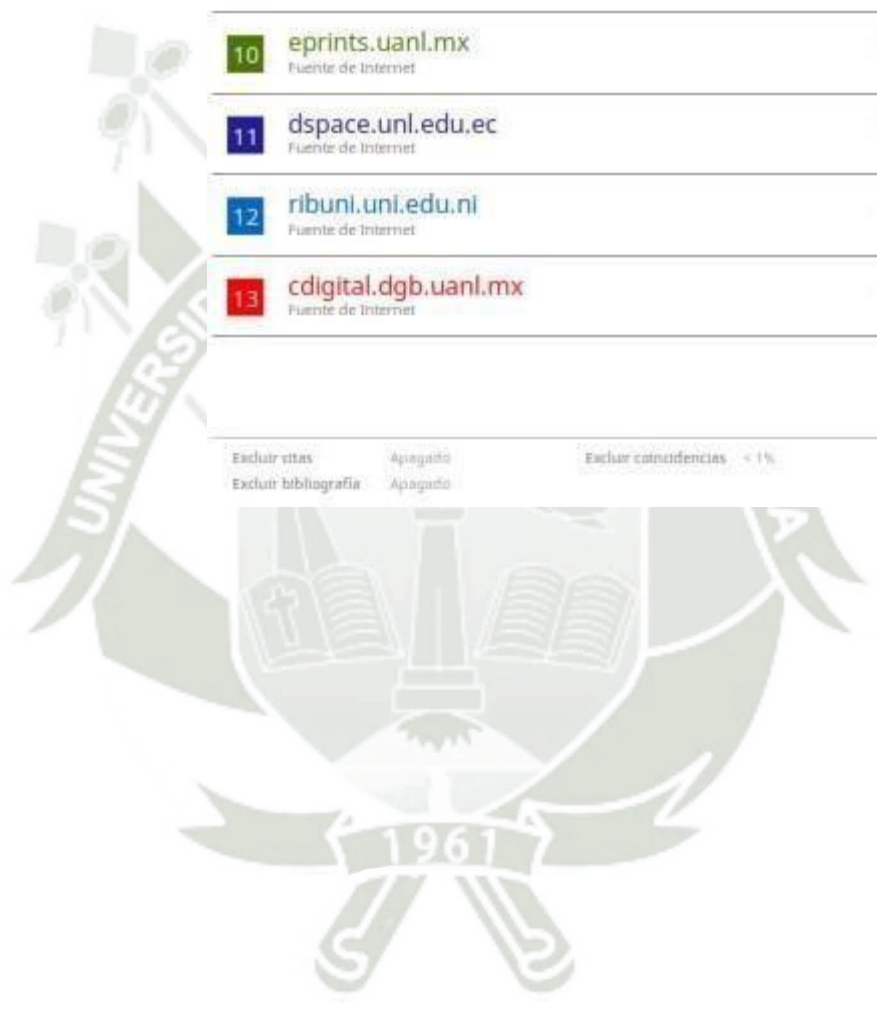 10 eprints.uanl.mx
Fuente de Internet
11 dspace.unl.edu.ec
Fuente de Internet
12 ribuni.uni.edu.ni
Fuente de Internet
13 cdigital.dgb.uanl.mx
Fuente de Internet
Excluir citas Apagado Excluir coincidencias < 1%
Excluir bibliografía Apagado
1961